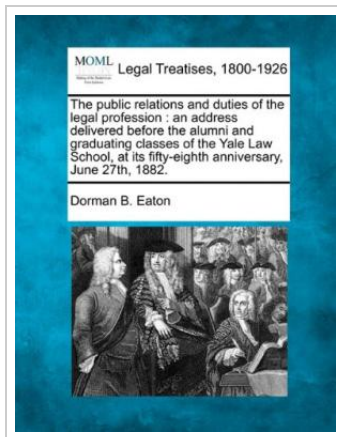 MOML
Legal Treatises, 1800-1926
The public relations and duties of the
legal profession : an address
delivered before the alumni and
graduating classes of the Yale Law
School, at its fifty-eighth anniversary,
June 27th, 1882.
Dorman B. Eaton